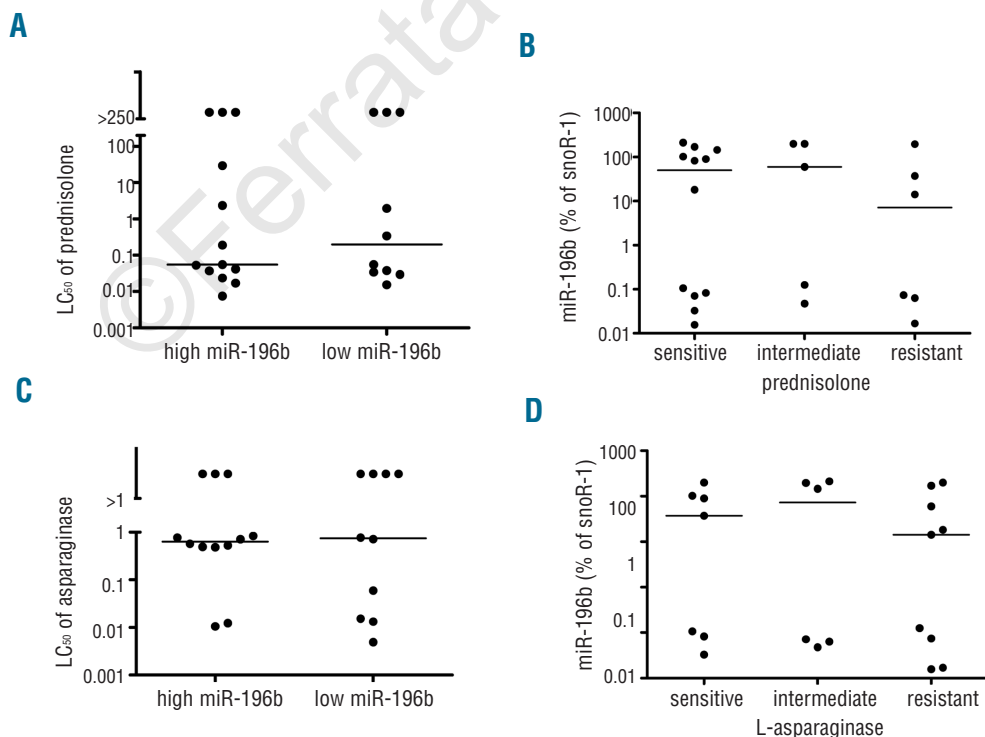 ©Ferrata
A
LC50 of prednisolone
>250
100
10
1
0.1
0.01
0.001
high miR-196b low miR-196b
B
miR-196b (% of snoR-1)
1000
100
10
1
0.1
0.01
sensitive intermediate resistant
prednisolone
C
LC50 of asparaginase
>1
1
0.1
0.01
0.001
high miR-196b low miR-196b
D
miR-196b (% of snoR-1)
1000
100
1
0.1
0.01
sensitive intermediate resistant
L-asparaginase